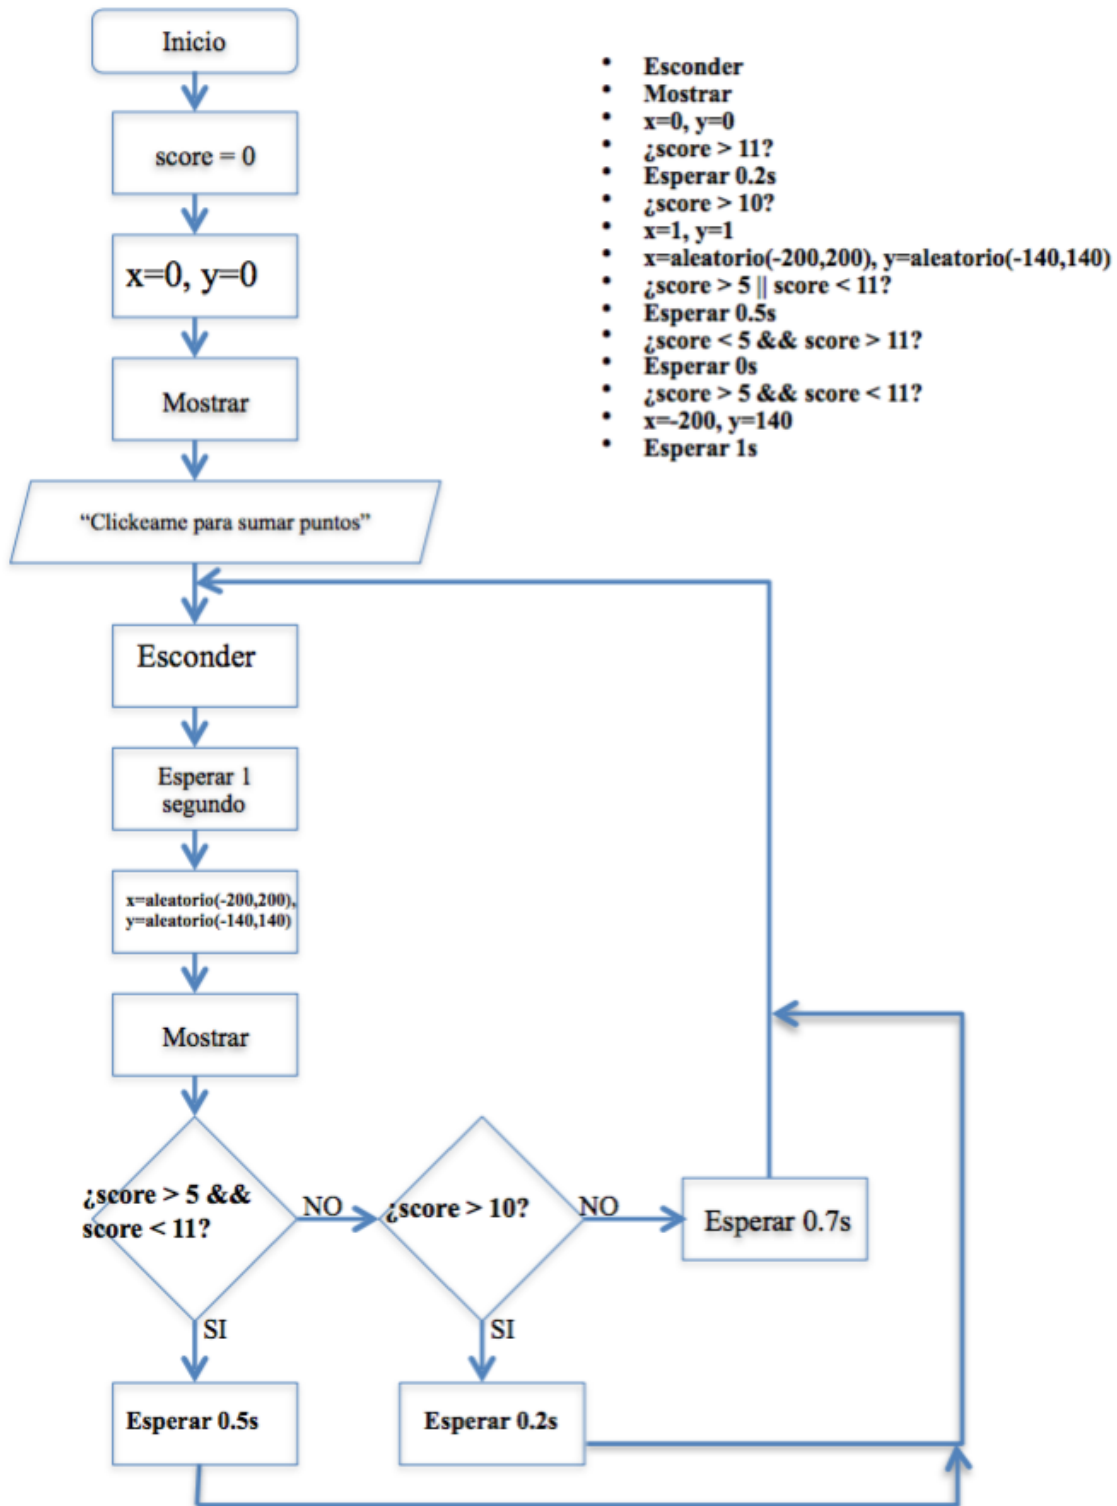 Inicio
score = 0
x=0, y=0
Mostrar
“Clickeame para sumar puntos”
Esconder
Esperar 1
segundo
x=aleatorio(-200,200),
y=aleatorio(-140,140)
Mostrar
¿score > 5 &&
score < 11?
NO
¿score > 10?
NO
Esperar 0.7s
SI
SI
Esperar 0.5s
Esperar 0.2s
• Esconder
• Mostrar
• x=0, y=0
• ¿score > 11?
• Esperar 0.2s
• ¿score > 10?
• x=1, y=1
• x=aleatorio(-200,200), y=aleatorio(-140,140)
• ¿score > 5 || score < 11?
• Esperar 0.5s
• ¿score < 5 && score > 11?
• Esperar 0s
• ¿score > 5 && score < 11?
• x=-200, y=140
• Esperar 1s